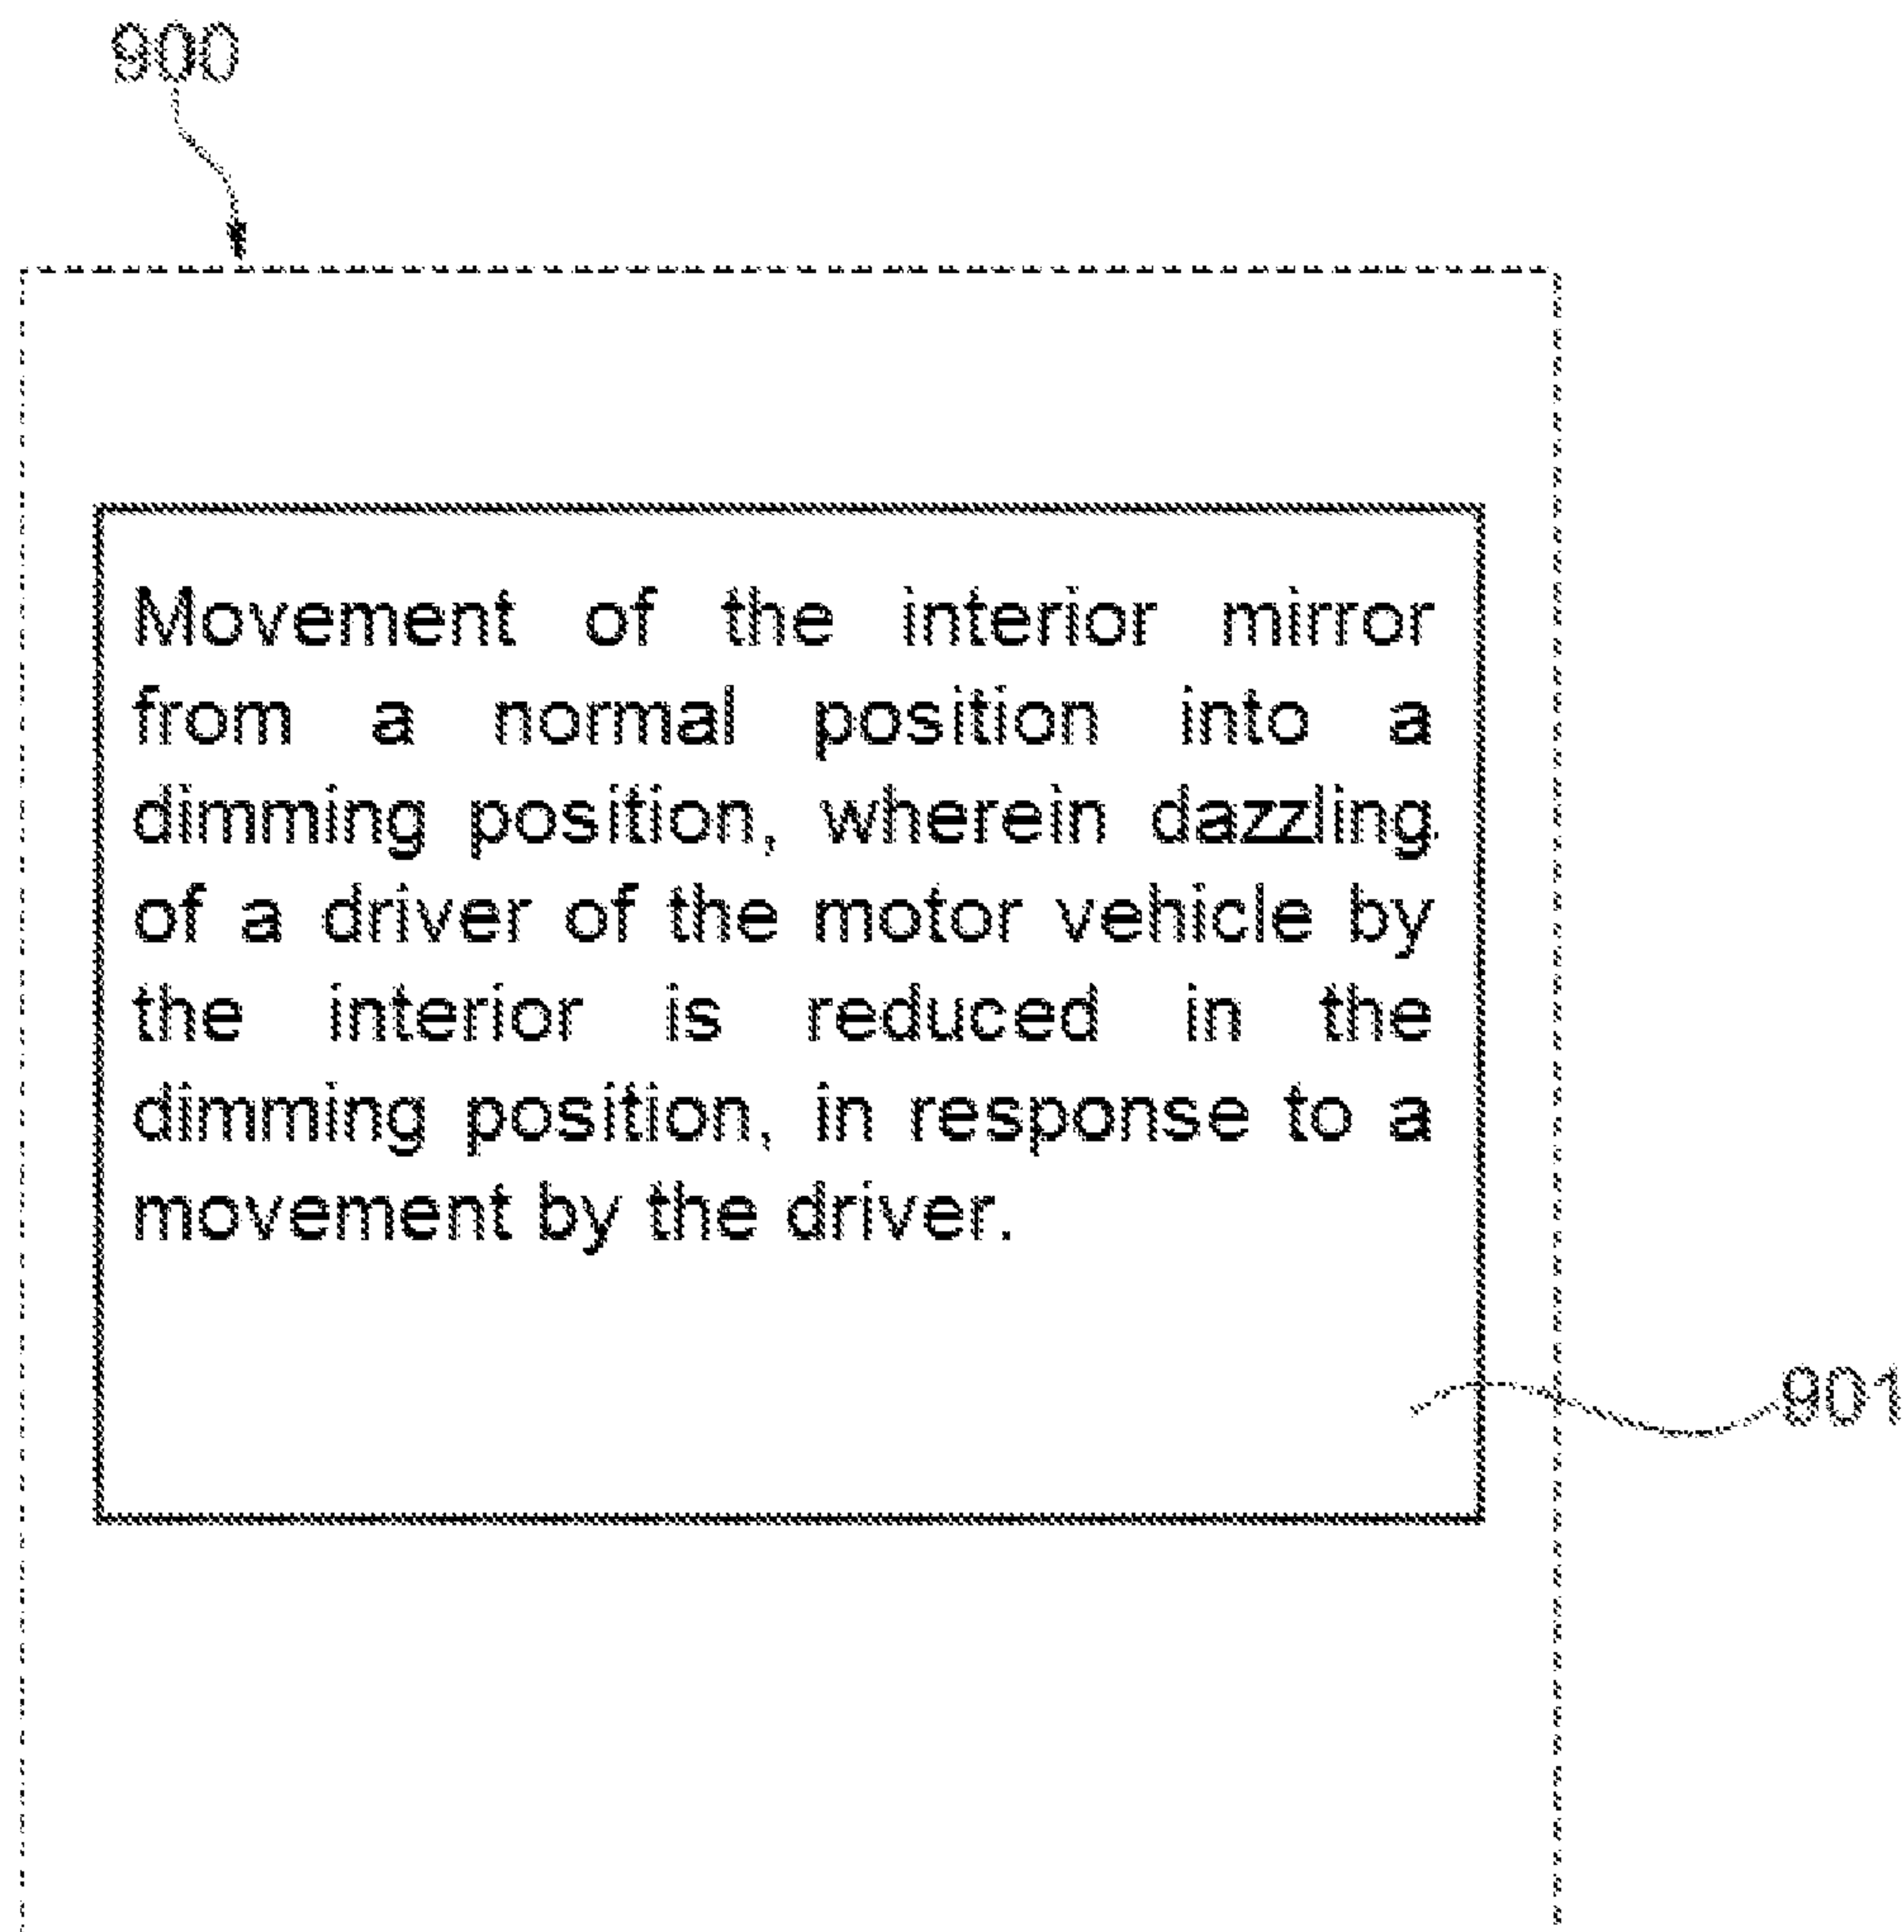 900
Movement of the interior mirror
from a normal position into a
dimming position, wherein dazzling
of a driver of the motor vehicle by
the interior is reduced in the
dimming position, in response to a
movement by the driver.
901